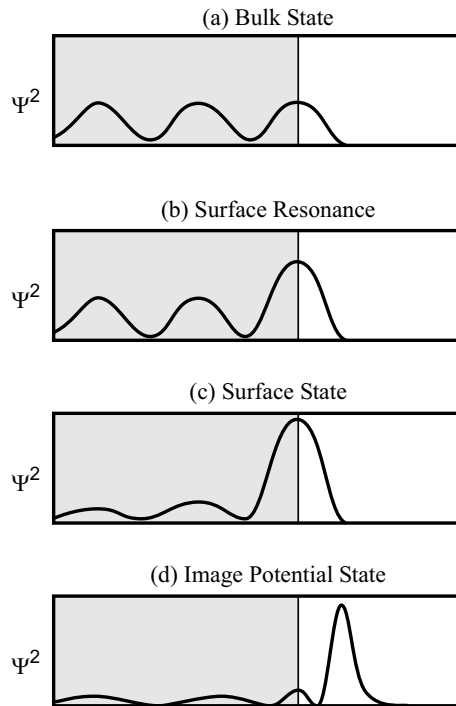 (a) Bulk State
Ψ²
(b) Surface Resonance
Ψ²
(c) Surface State
Ψ²
(d) Image Potential State
Ψ²